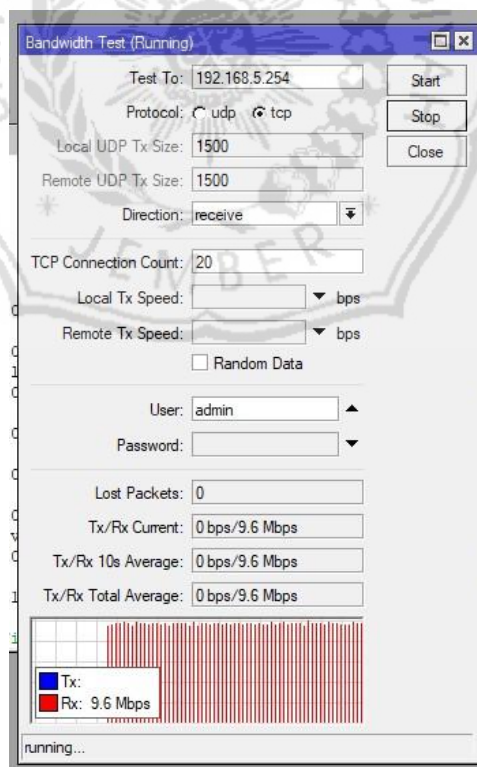 Bandwidth Test (Running)
Test To: 192.168.5.254
Start
Protocol: udp tcp
Stop
Local UDP Tx Size: 1500
Close
Remote UDP Tx Size: 1500
Direction: receive
JEMBER
TCP Connection Count: 20
Local Tx Speed: bps
Remote Tx Speed: bps
Random Data
User: admin
Password:
Lost Packets: 0
Tx/Rx Current: 0 bps/9.6 Mbps
Tx/Rx 10s Average: 0 bps/9.6 Mbps
Tx/Rx Total Average: 0 bps/9.6 Mbps
Tx:
Rx: 9.6 Mbps
running...